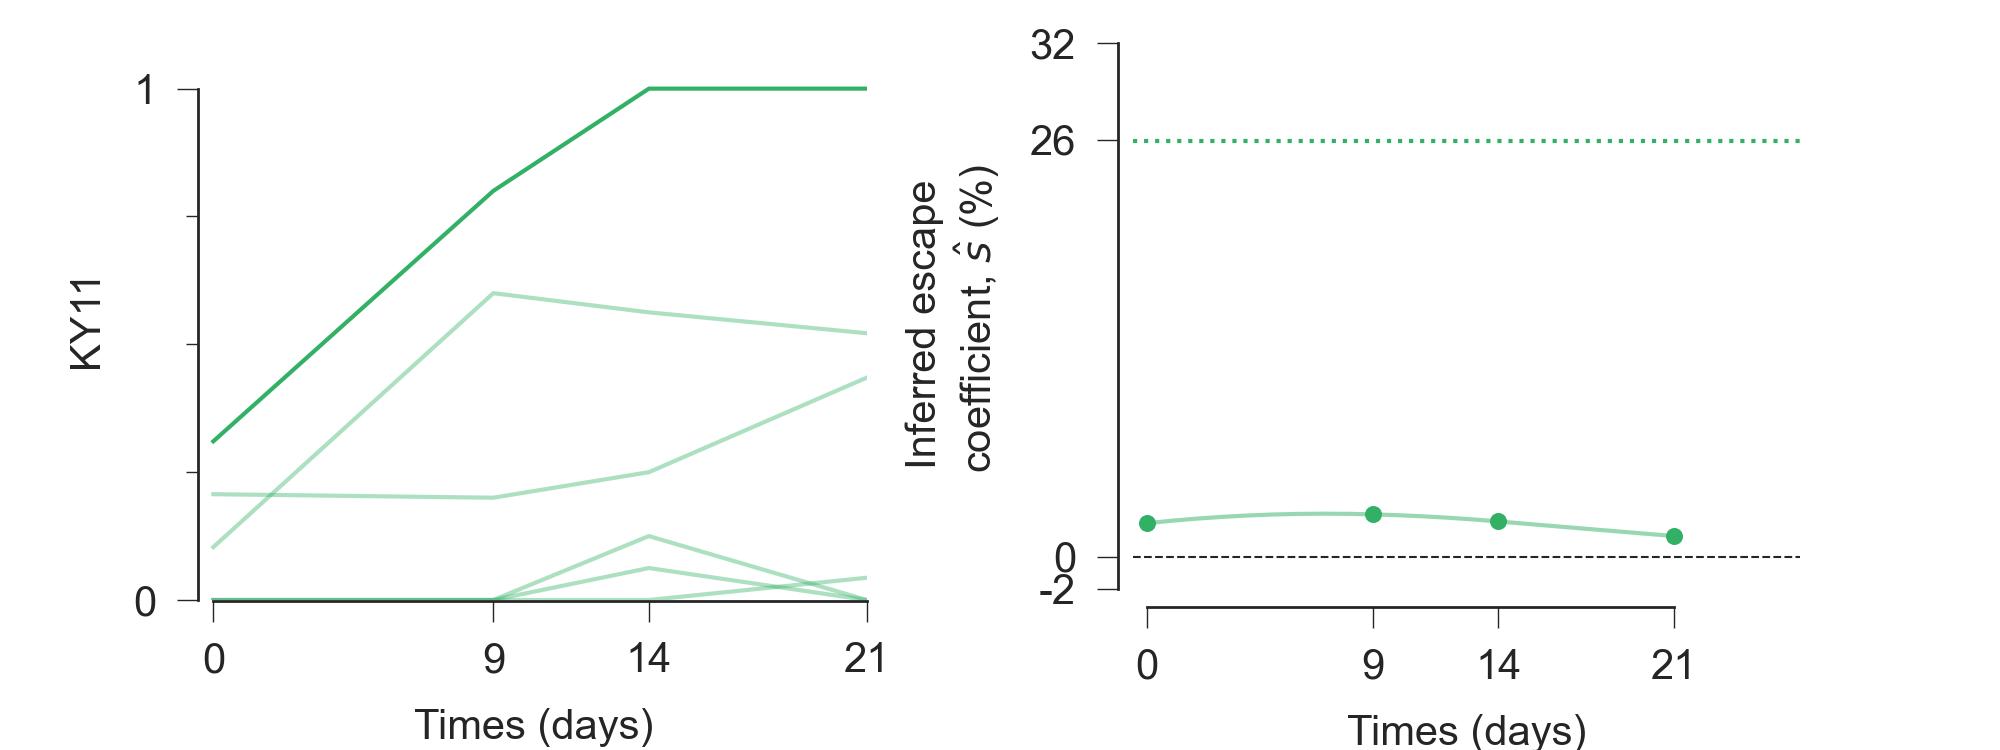 1
0
KY11
0 9 14 21
Times (days)
32
26
0
-2
Inferred escape
coefficient, ŝ (%)
0 9 14 21
Times (days)